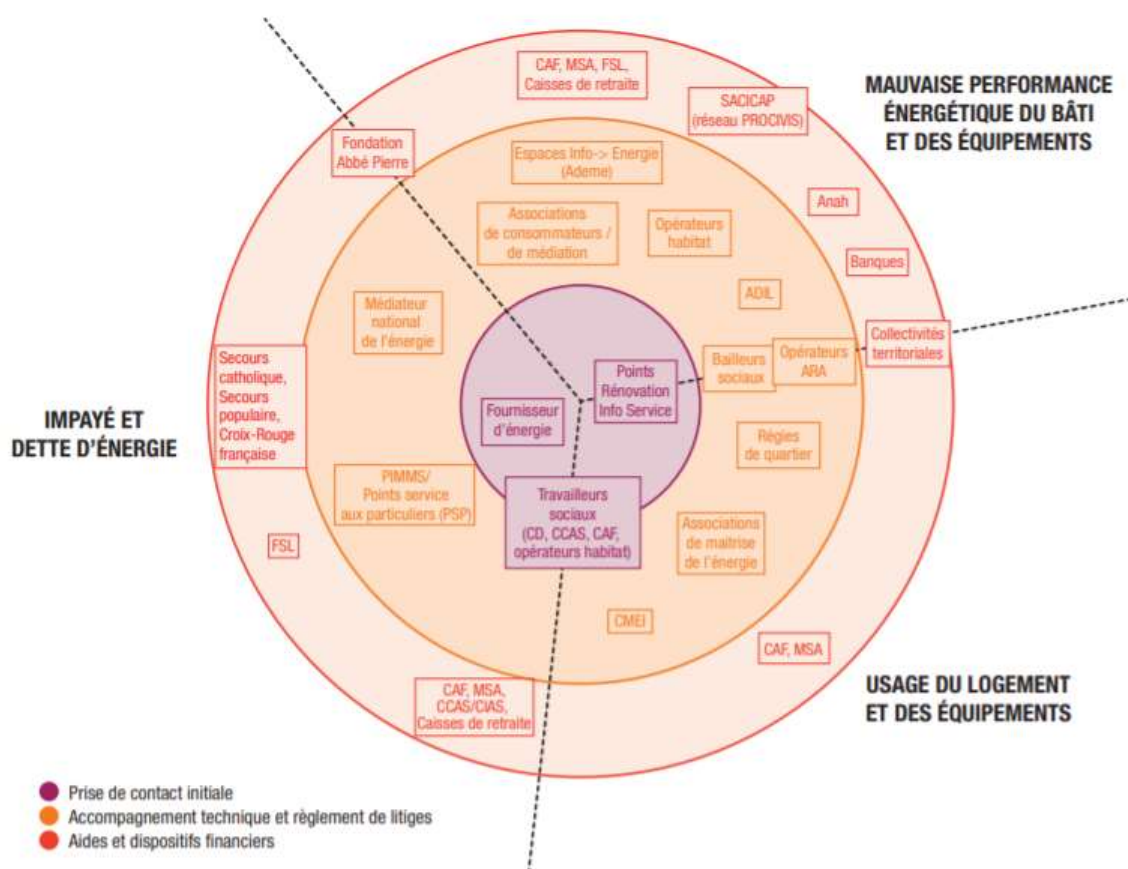 CAF, MSA, FSL,
Caisses de retraite
MAUVAISE PERFORMANCE
ÉNERGÉTIQUE DU BÂTI
ET DES ÉQUIPEMENTS
SACICAP
(réseau PROCIVIS)
Fondation
Abbé Pierre
Espaces Info-> Energie
(Ademe)
Anah
Associations
de consommateurs /
de médiation
Opérateurs
habitat
Banques
ADIL
Médiateur
national
de l'énergie
Collectivités
territoriales
Bailleurs
sociaux
Opérateurs
ARA
Points
Rénovation
Info Service
Secours
catholique,
Secours
populaire,
Croix-Rouge
française
IMPAYÉ ET
DETTE D'ÉNERGIE
Fournisseur
d'énergie
Régies
de quartier
PIMMS/
Points service
aux particuliers (PSP)
Travailleurs
sociaux
(CD, CCAS, CAF,
opérateurs habitat)
Associations
de maîtrise
de l'énergie
FSL
CMEI
CAF, MSA
CAF, MSA,
CCAS/CIAS,
Caisses de retraite
USAGE DU LOGEMENT
ET DES ÉQUIPEMENTS
Prise de contact initiale
Accompagnement technique et règlement de litiges
Aides et dispositifs financiers